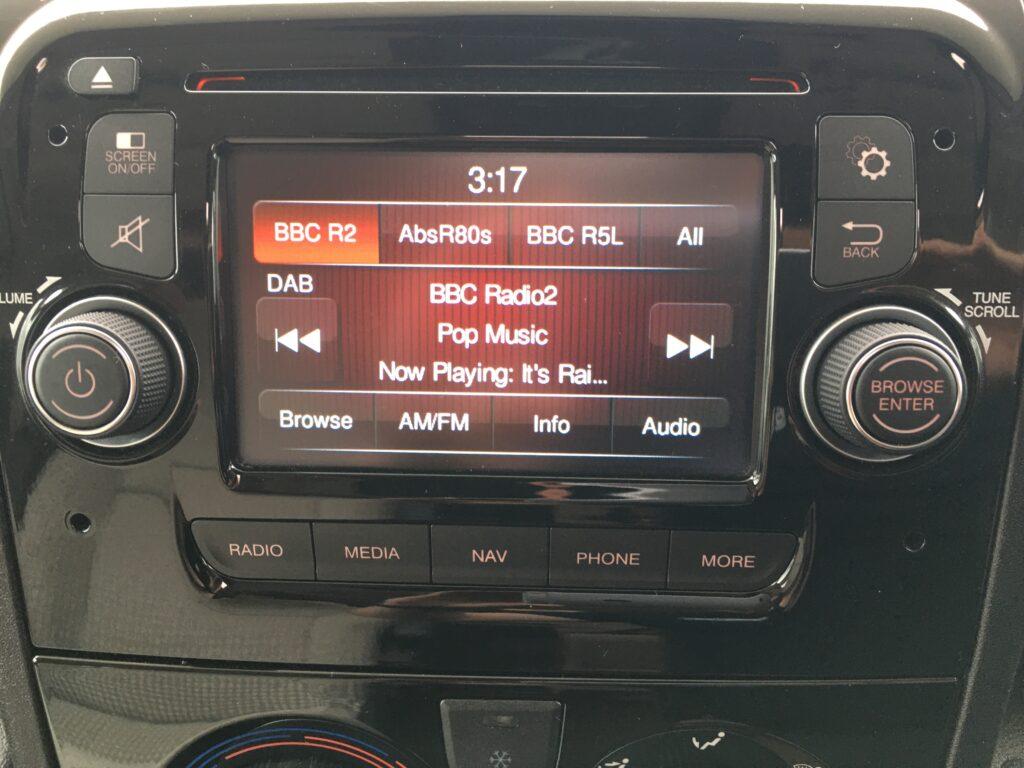 SCREEN
ON/OFF
3:17
BBC R2 AbsR80s BBC R5L All
DAB
BBC Radio2
Pop Music
Now Playing: It's Rai...
Browse AM/FM Info Audio
BACK
LUME
TUNE
SCROLL
BROWSE
ENTER
RADIO MEDIA NAV PHONE MORE